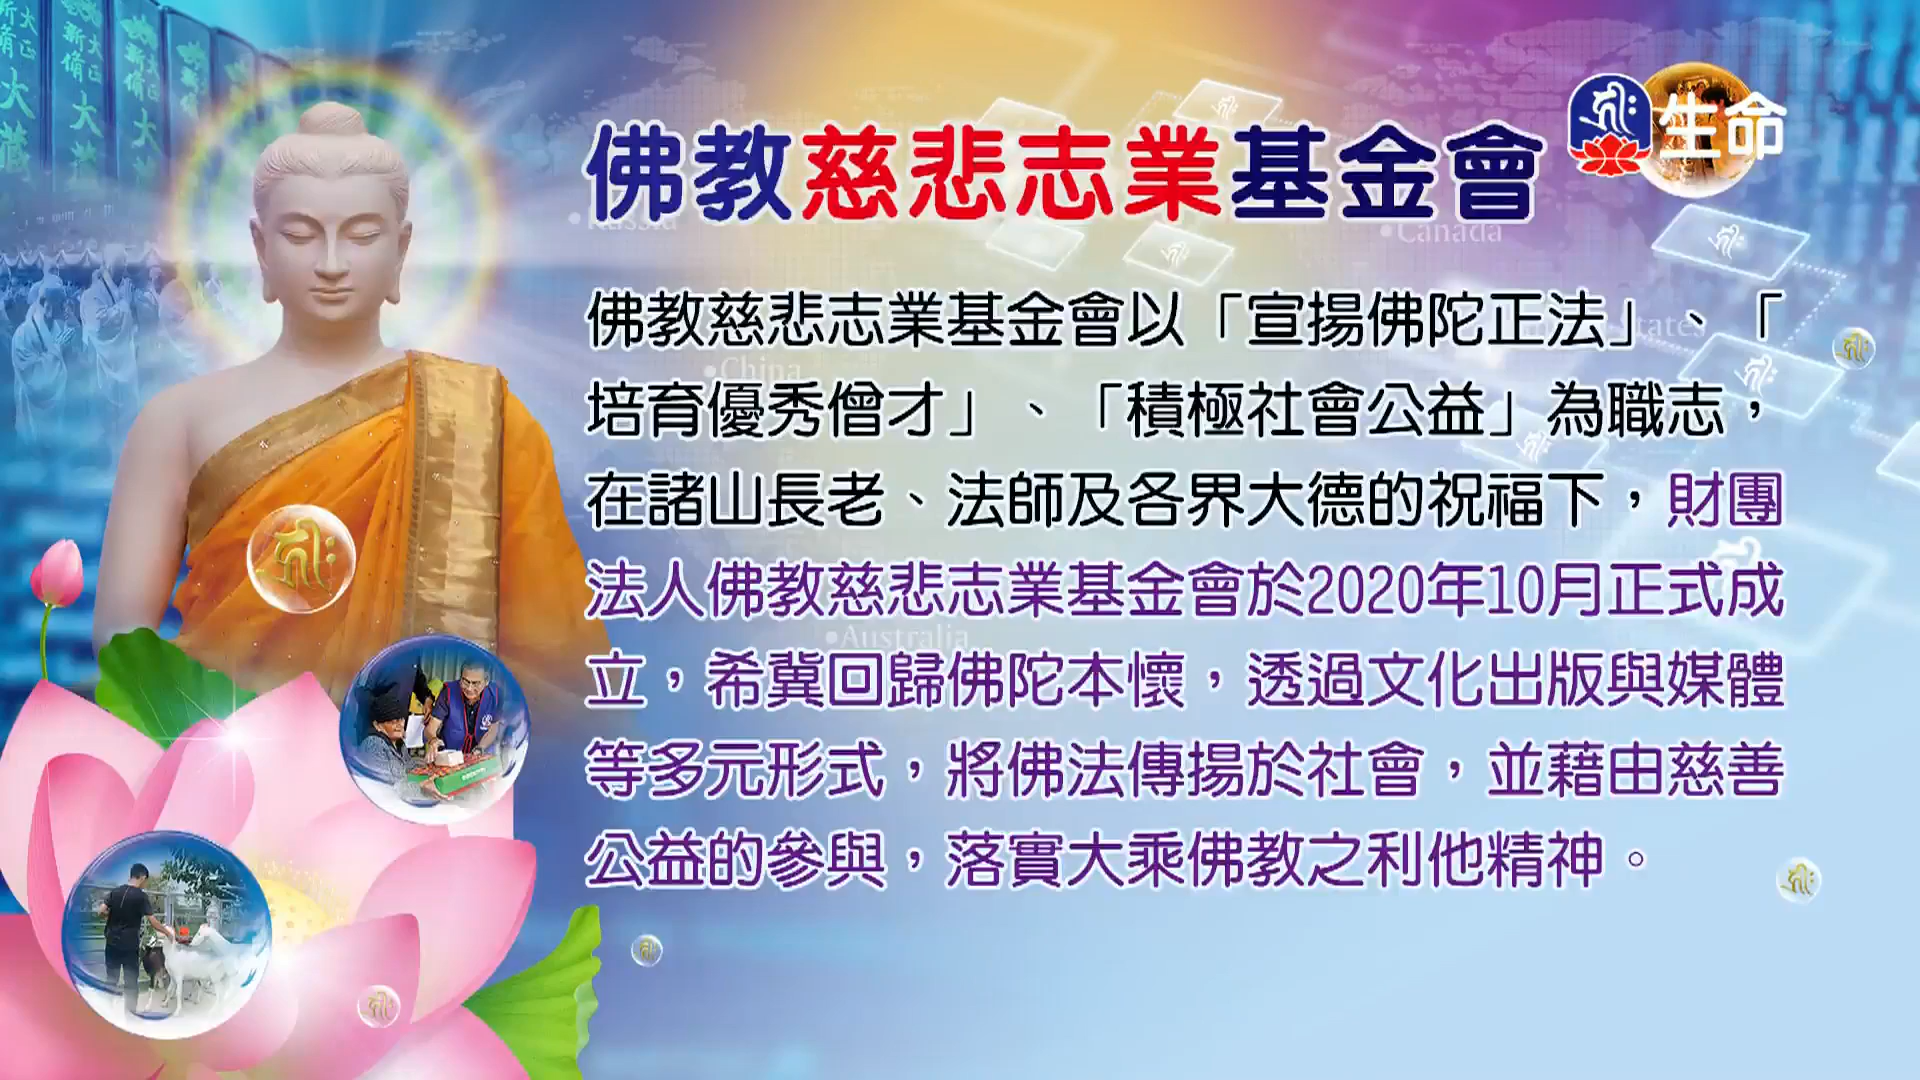 佛教慈悲志業基金會
生命
佛教慈悲志業基金會以「宣揚佛陀正法」、「
培育優秀僧才」、「積極社會公益」為職志，
在諸山長老、法師及各界大德的祝福下，財團
法人佛教慈悲志業基金會於2020年10月正式成
立，希冀回歸佛陀本懷，透過文化出版與媒體
等多元形式，將佛法傳揚於社會，並藉由慈善
公益的參與，落實大乘佛教之利他精神。
Russia
Canada
China
States
Australia